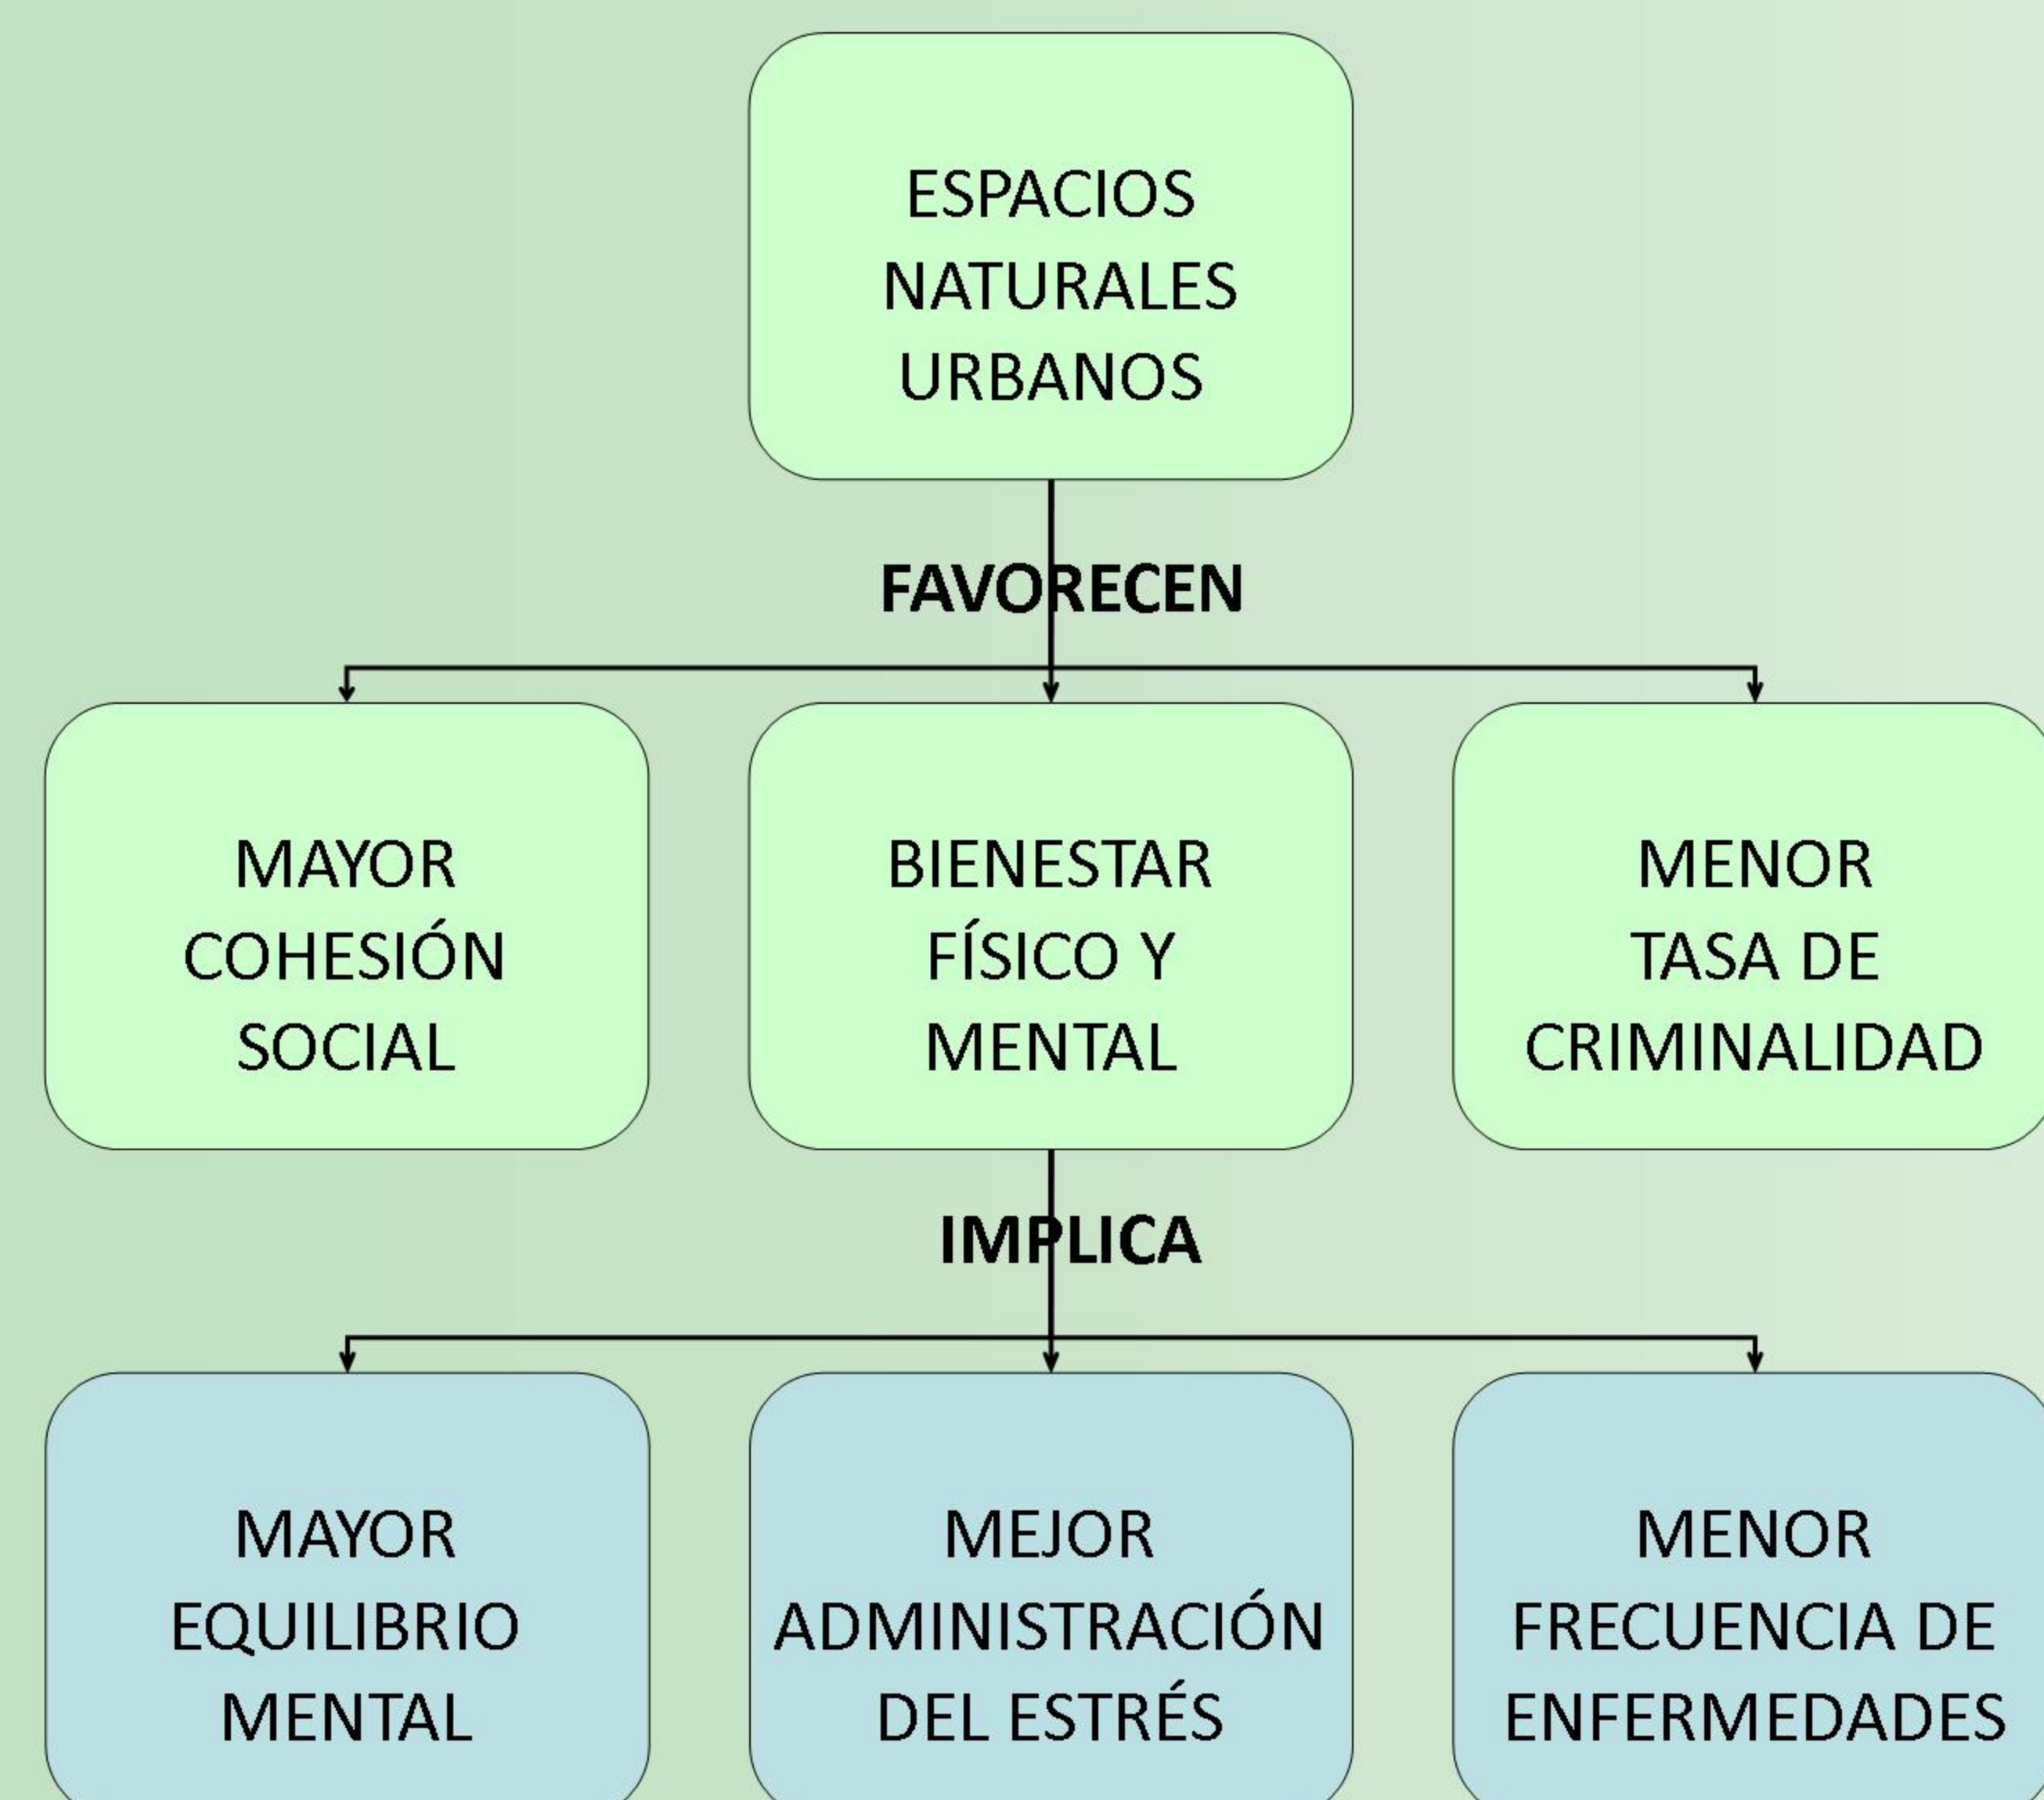 ESPACIOS
NATURALES
URBANOS
FAVORECEN
MAYOR
COHESIÓN
SOCIAL
BIENESTAR
FÍSICO Y
MENTAL
MENOR
TASA DE
CRIMINALIDAD
IMPLICA
MAYOR
EQUILIBRIO
MENTAL
MEJOR
ADMINISTRACIÓN
DEL ESTRÉS
MENOR
FRECUENCIA DE
ENFERMEDADES